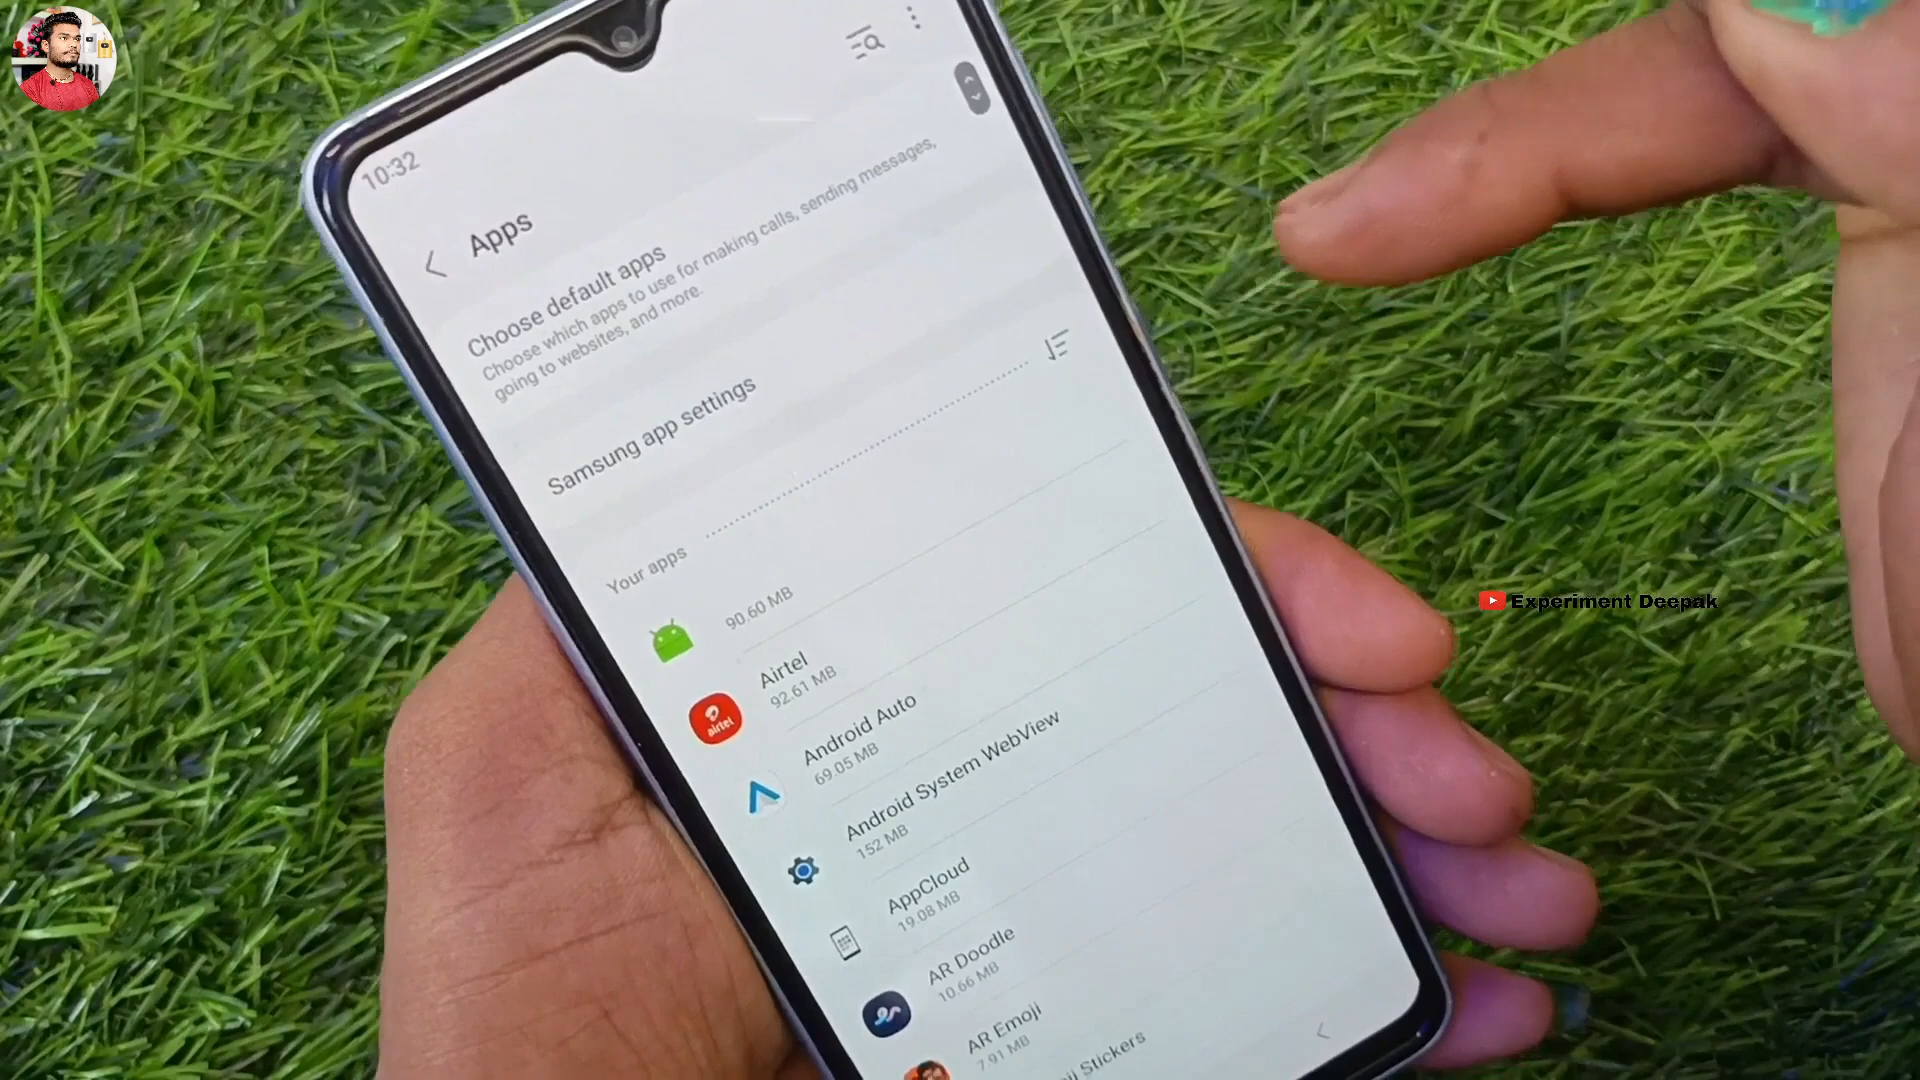 10:32
Apps
Choose default apps
Choose which apps to use for making calls, sending messages,
going to websites, and more.
Samsung app settings
Your apps
90.60 MB
Airtel
92.61 MB
airtel
Android Auto
69.05 MB
Android System WebView
152 MB
AppCloud
19.08 MB
AR Doodle
10.66 MB
AR Emoji
7.91 MB
Stickers
Experiment Deepak